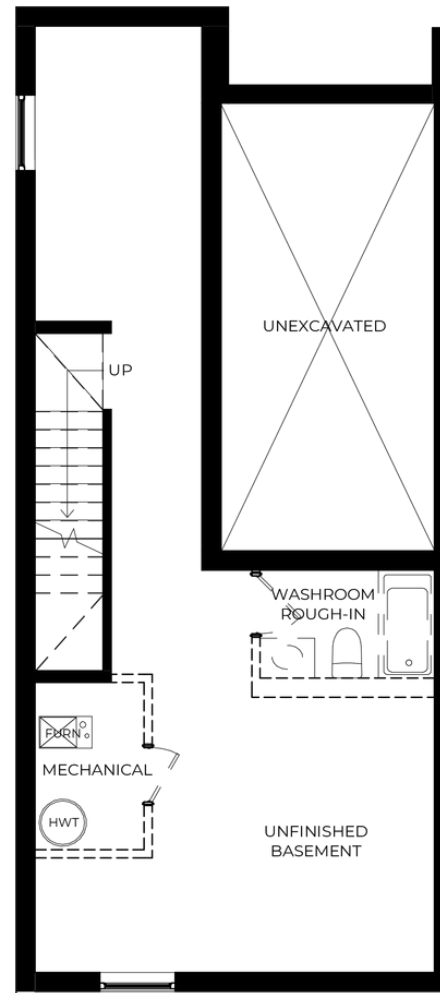 UNEXCAVATED
UP
WASHROOM
ROUGH-IN
FURN
MECHANICAL
HWT
UNFINISHED
BASEMENT